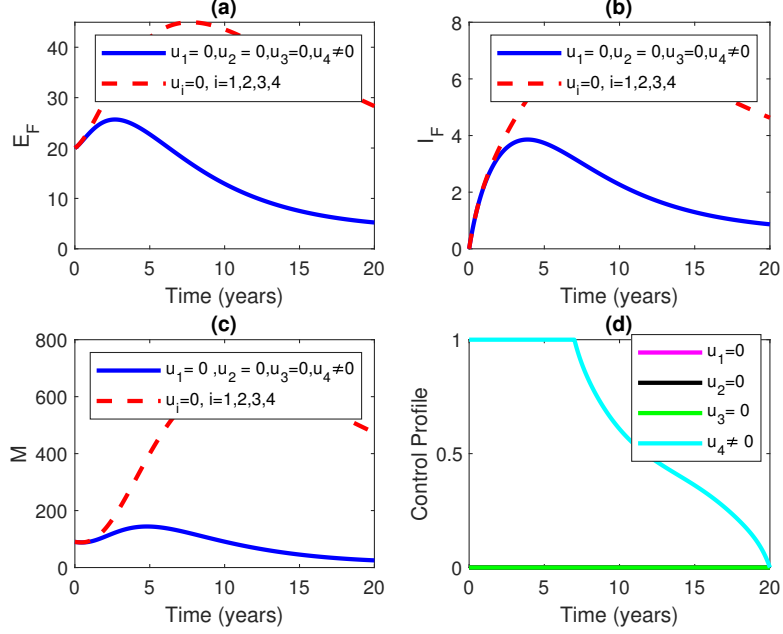 (a)
45
40
30
20
10
0
E_F
u_1= 0 ,u_2 = 0,u_3=0,u_4≠0
u_i=0, i=1,2,3,4
0 5 10 15 20
Time (years)
(b)
8
6
4
2
0
I_F
u_1= 0 ,u_2 = 0,u_3=0,u_4≠0
u_i=0, i=1,2,3,4
0 5 10 15 20
Time (years)
(c)
800
600
400
200
0
M
u_1= 0 ,u_2 = 0,u_3=0,u_4≠0
u_i=0, i=1,2,3,4
0 5 10 15 20
Time (years)
(d)
1
0.5
0
Control Profile
u_1=0
u_2=0
u_3= 0
u_4≠ 0
0 5 10 15 20
Time (years)